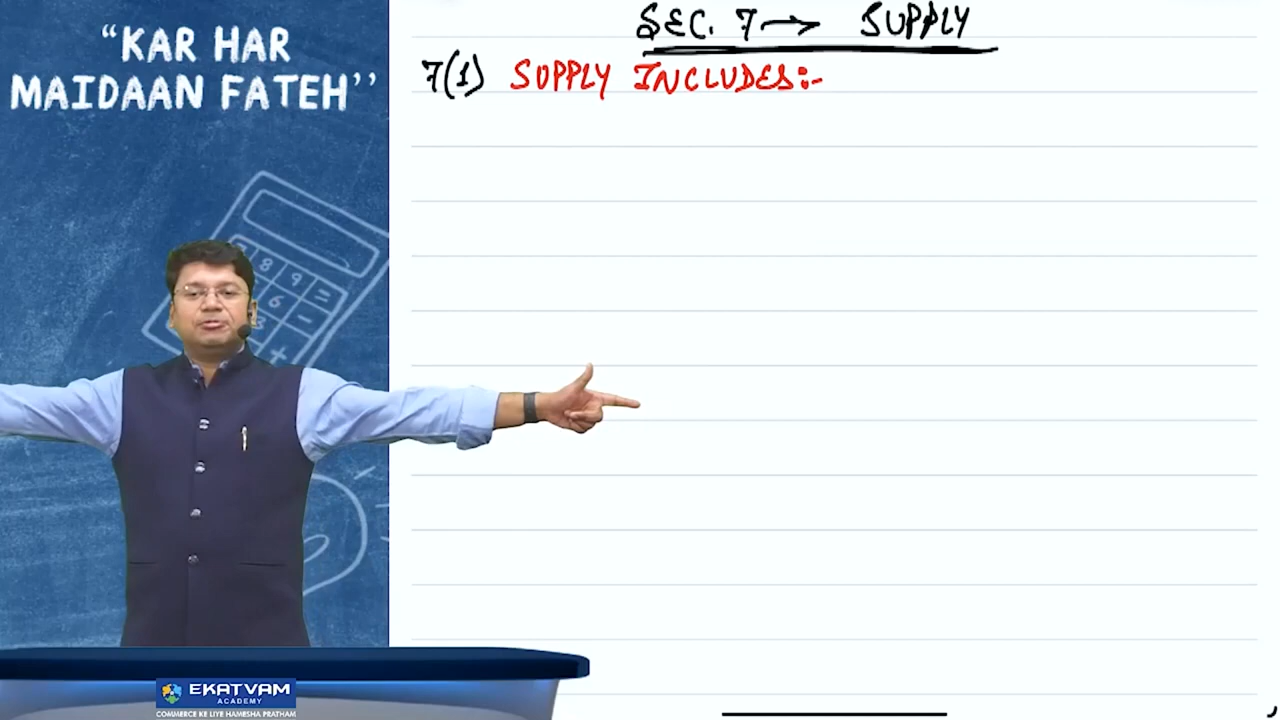 “KAR HAR
MAIDAAN FATEH’’
SEC. 7 → SUPPLY
7(1) SUPPLY INCLUDES:-
EKATVAM
ACADEMY
COMMERCE KE LIYE HAMESHA PRATHAM